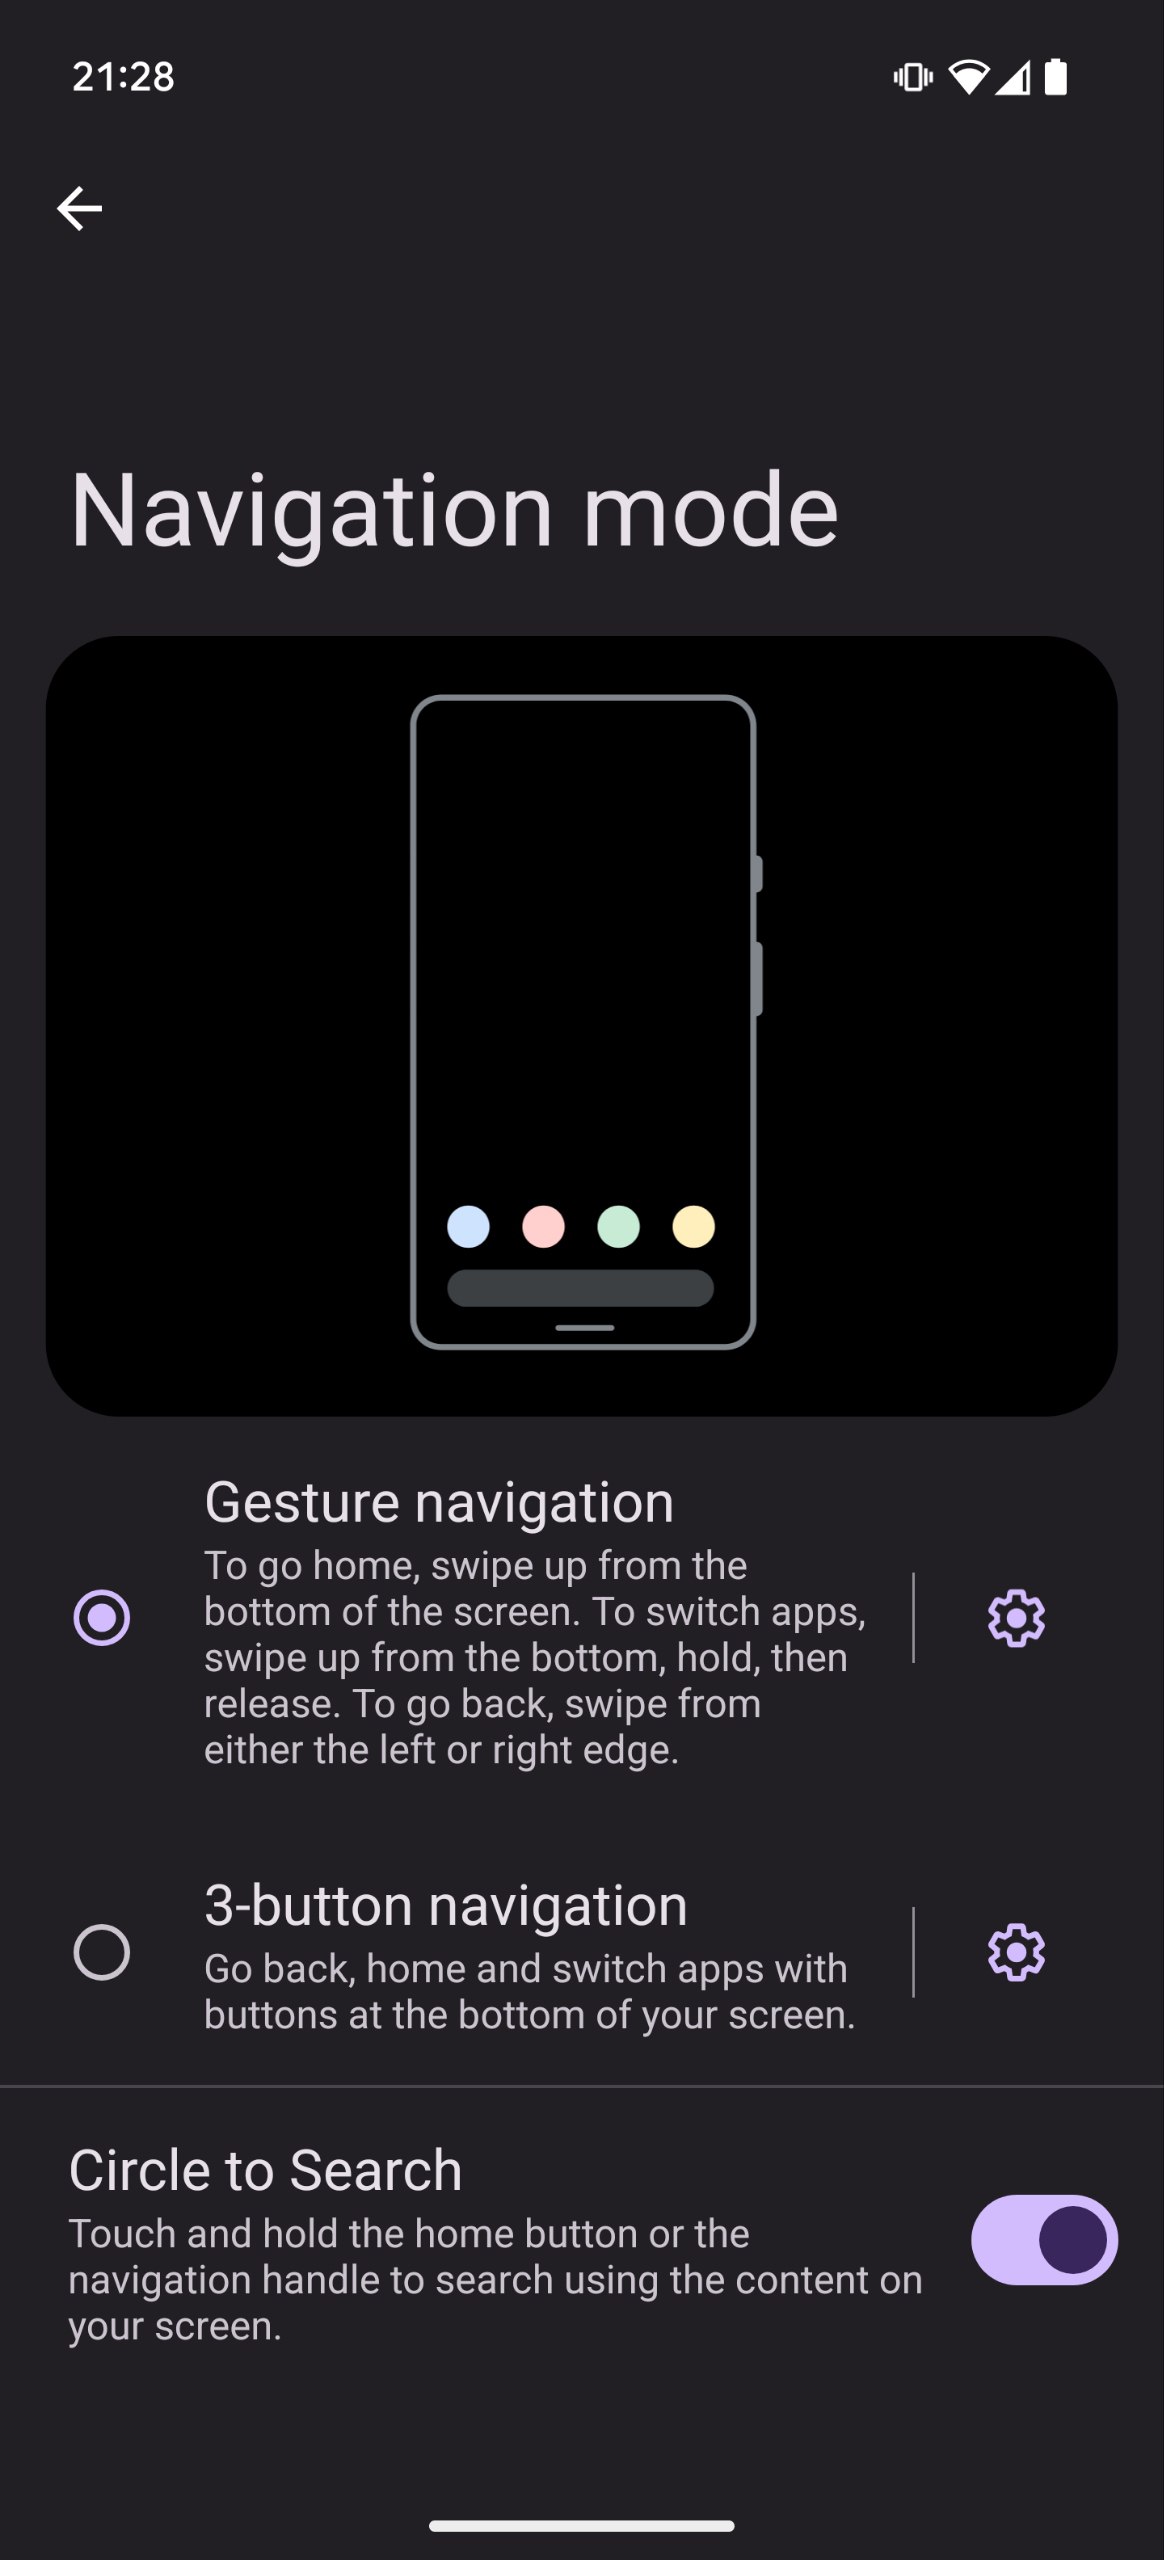 21:28
Navigation mode
Gesture navigation
To go home, swipe up from the
bottom of the screen. To switch apps,
swipe up from the bottom, hold, then
release. To go back, swipe from
either the left or right edge.
3-button navigation
Go back, home and switch apps with
buttons at the bottom of your screen.
Circle to Search
Touch and hold the home button or the
navigation handle to search using the content on
your screen.